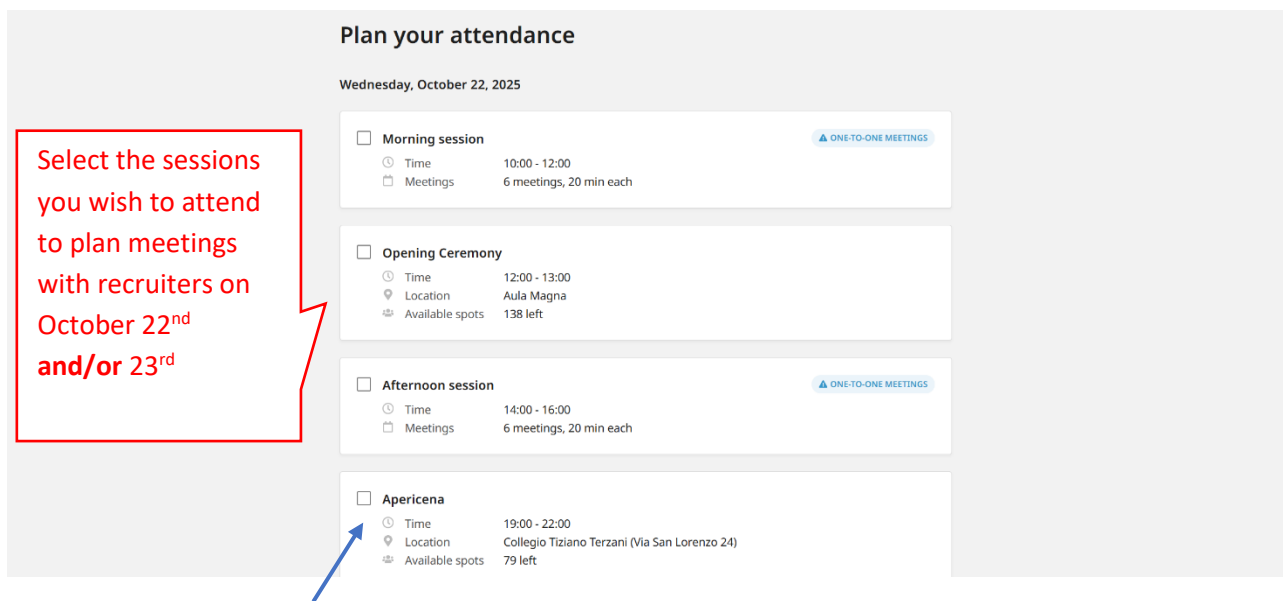 Plan your attendance
Wednesday, October 22, 2025
Select the sessions
you wish to attend
to plan meetings
with recruiters on
October 22nd
and/or 23rd
Morning session
ONE-TO-ONE MEETINGS
Time 10:00 - 12:00
Meetings 6 meetings, 20 min each
Opening Ceremony
Time 12:00 - 13:00
Location Aula Magna
Available spots 138 left
Afternoon session
ONE-TO-ONE MEETINGS
Time 14:00 - 16:00
Meetings 6 meetings, 20 min each
Apericena
Time 19:00 - 22:00
Location Collegio Tiziano Terzani (Via San Lorenzo 24)
Available spots 79 left